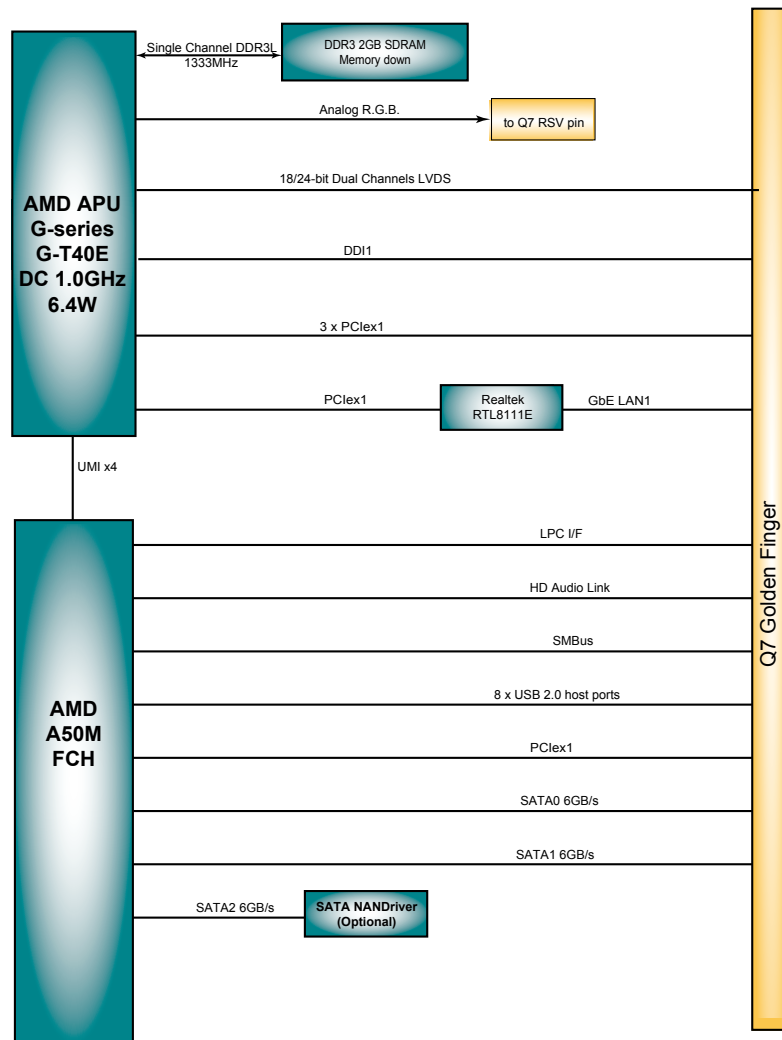 Single Channel DDR3L
1333MHz
DDR3 2GB SDRAM
Memory down
Analog R.G.B.
to Q7 RSV pin
18/24-bit Dual Channels LVDS
AMD APU
G-series
G-T40E
DC 1.0GHz
6.4W
DDI1
3 x PCIex1
PCIex1
Realtek
RTL8111E
GbE LAN1
UMI x4
Q7 Golden Finger
LPC I/F
HD Audio Link
SMBus
8 x USB 2.0 host ports
AMD
A50M
FCH
PCIex1
SATA0 6GB/s
SATA1 6GB/s
SATA2 6GB/s
SATA NANDriver
(Optional)